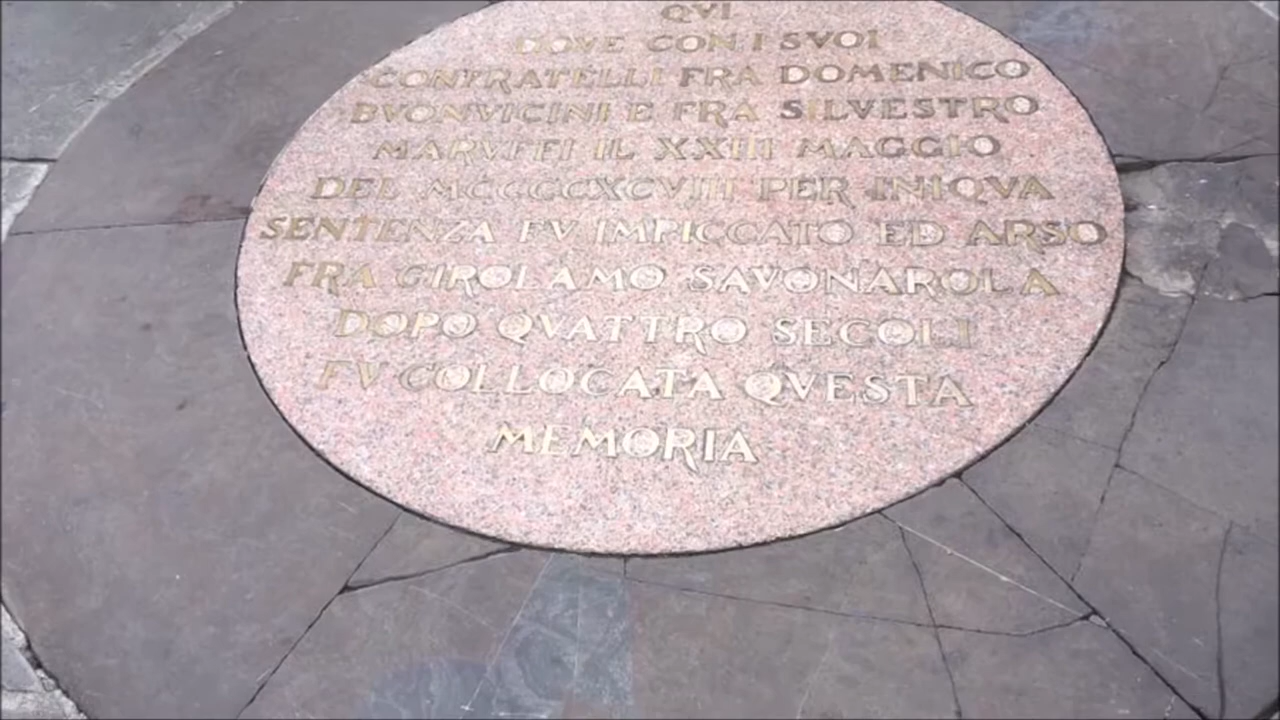 QVI
DOVE CON I SVOI
CONFRATELLI FRA DOMENICO
BVONVICINI E FRA SILVESTRO
MARVFFI IL XXIII MAGGIO
DEL MCCCCXCVIII PER INIQVA
SENTENZA FV IMPICCATO ED ARSO
FRA GIROLAMO SAVONAROLA
DOPO QVATTRO SECOLI
FV COLLOCATA QVESTA
MEMORIA